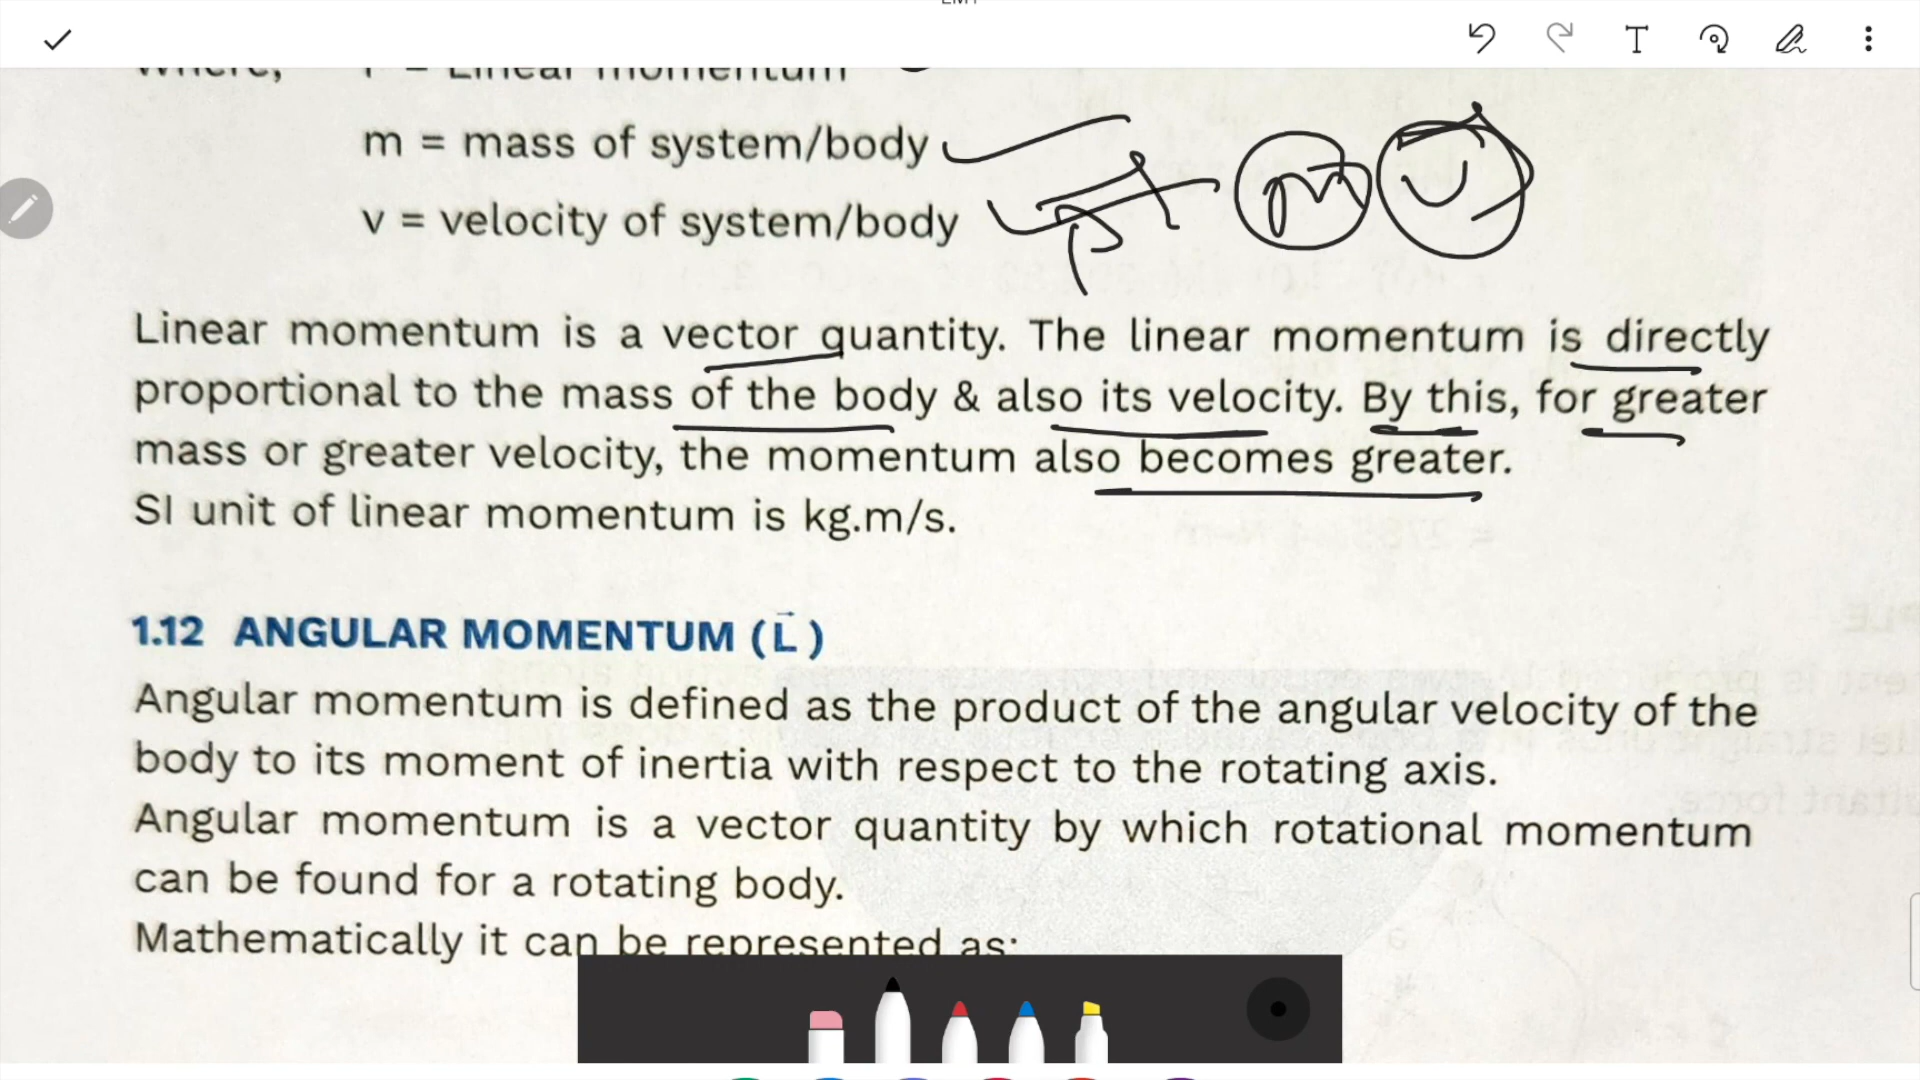 Where, P = Linear momentum
m = mass of system/body
v = velocity of system/body
P m v
Linear momentum is a vector quantity. The linear momentum is directly
proportional to the mass of the body & also its velocity. By this, for greater
mass or greater velocity, the momentum also becomes greater.
SI unit of linear momentum is kg.m/s.
1.12 ANGULAR MOMENTUM (L⃗)
Angular momentum is defined as the product of the angular velocity of the
body to its moment of inertia with respect to the rotating axis.
Angular momentum is a vector quantity by which rotational momentum
can be found for a rotating body.
Mathematically it can be represented as: